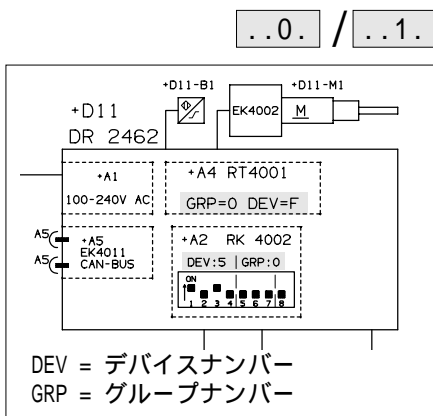 ..0. / ..1.
+D11-B1 +D11-M1
+D11
DR 2462
EK4002 M
+A1
100-240V AC
+A4 RT4001
GRP=0 DEV=F
A5 +A5
EK4011
A5 CAN-BUS
+A2 RK 4002
DEV:5 | GRP:0
ON
1 2 3 4 5 6 7 8
DEV = デバイスナンバー
GRP = グループナンバー